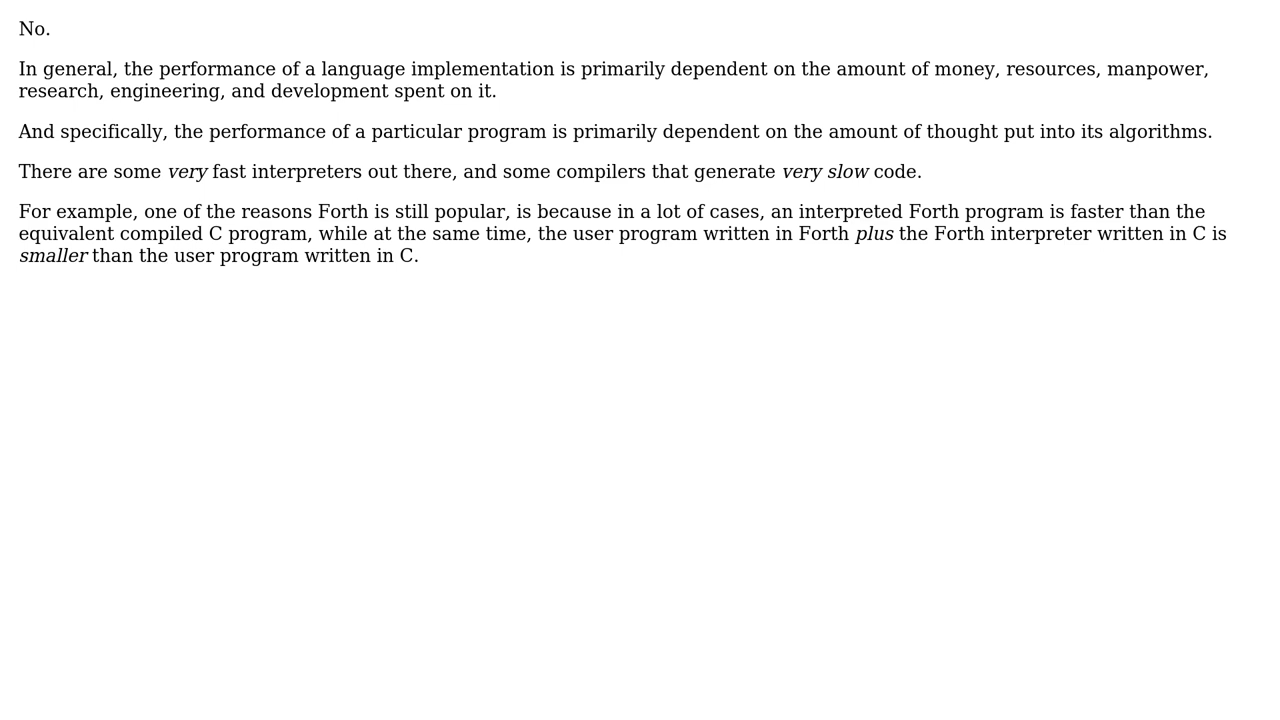 No.
In general, the performance of a language implementation is primarily dependent on the amount of money, resources, manpower,
research, engineering, and development spent on it.
And specifically, the performance of a particular program is primarily dependent on the amount of thought put into its algorithms.
There are some very fast interpreters out there, and some compilers that generate very slow code.
For example, one of the reasons Forth is still popular, is because in a lot of cases, an interpreted Forth program is faster than the
equivalent compiled C program, while at the same time, the user program written in Forth plus the Forth interpreter written in C is
smaller than the user program written in C.